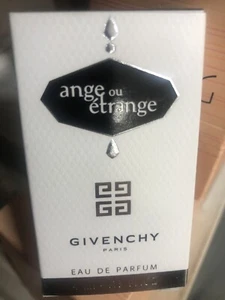 ange ou
étrange
GIVENCHY
PARIS
EAU DE PARFUM